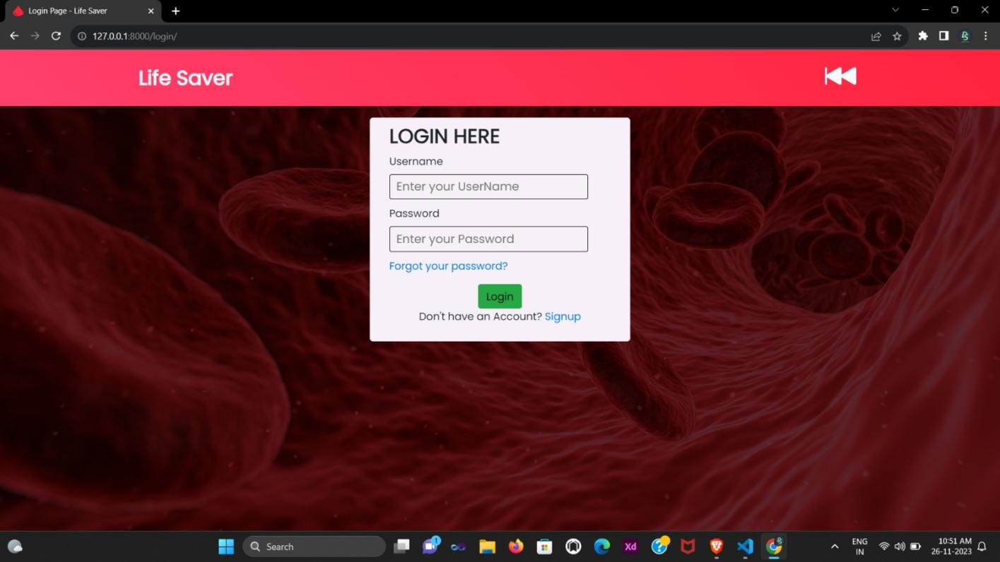 Login Page - Life Saver
127.0.0.1:8000/login/
Life Saver
LOGIN HERE
Username
Enter your UserName
Password
Enter your Password
Forgot your password?
Login
Don't have an Account? Signup
Search
1
Xd
ENG
IN
10:51 AM
26-11-2023